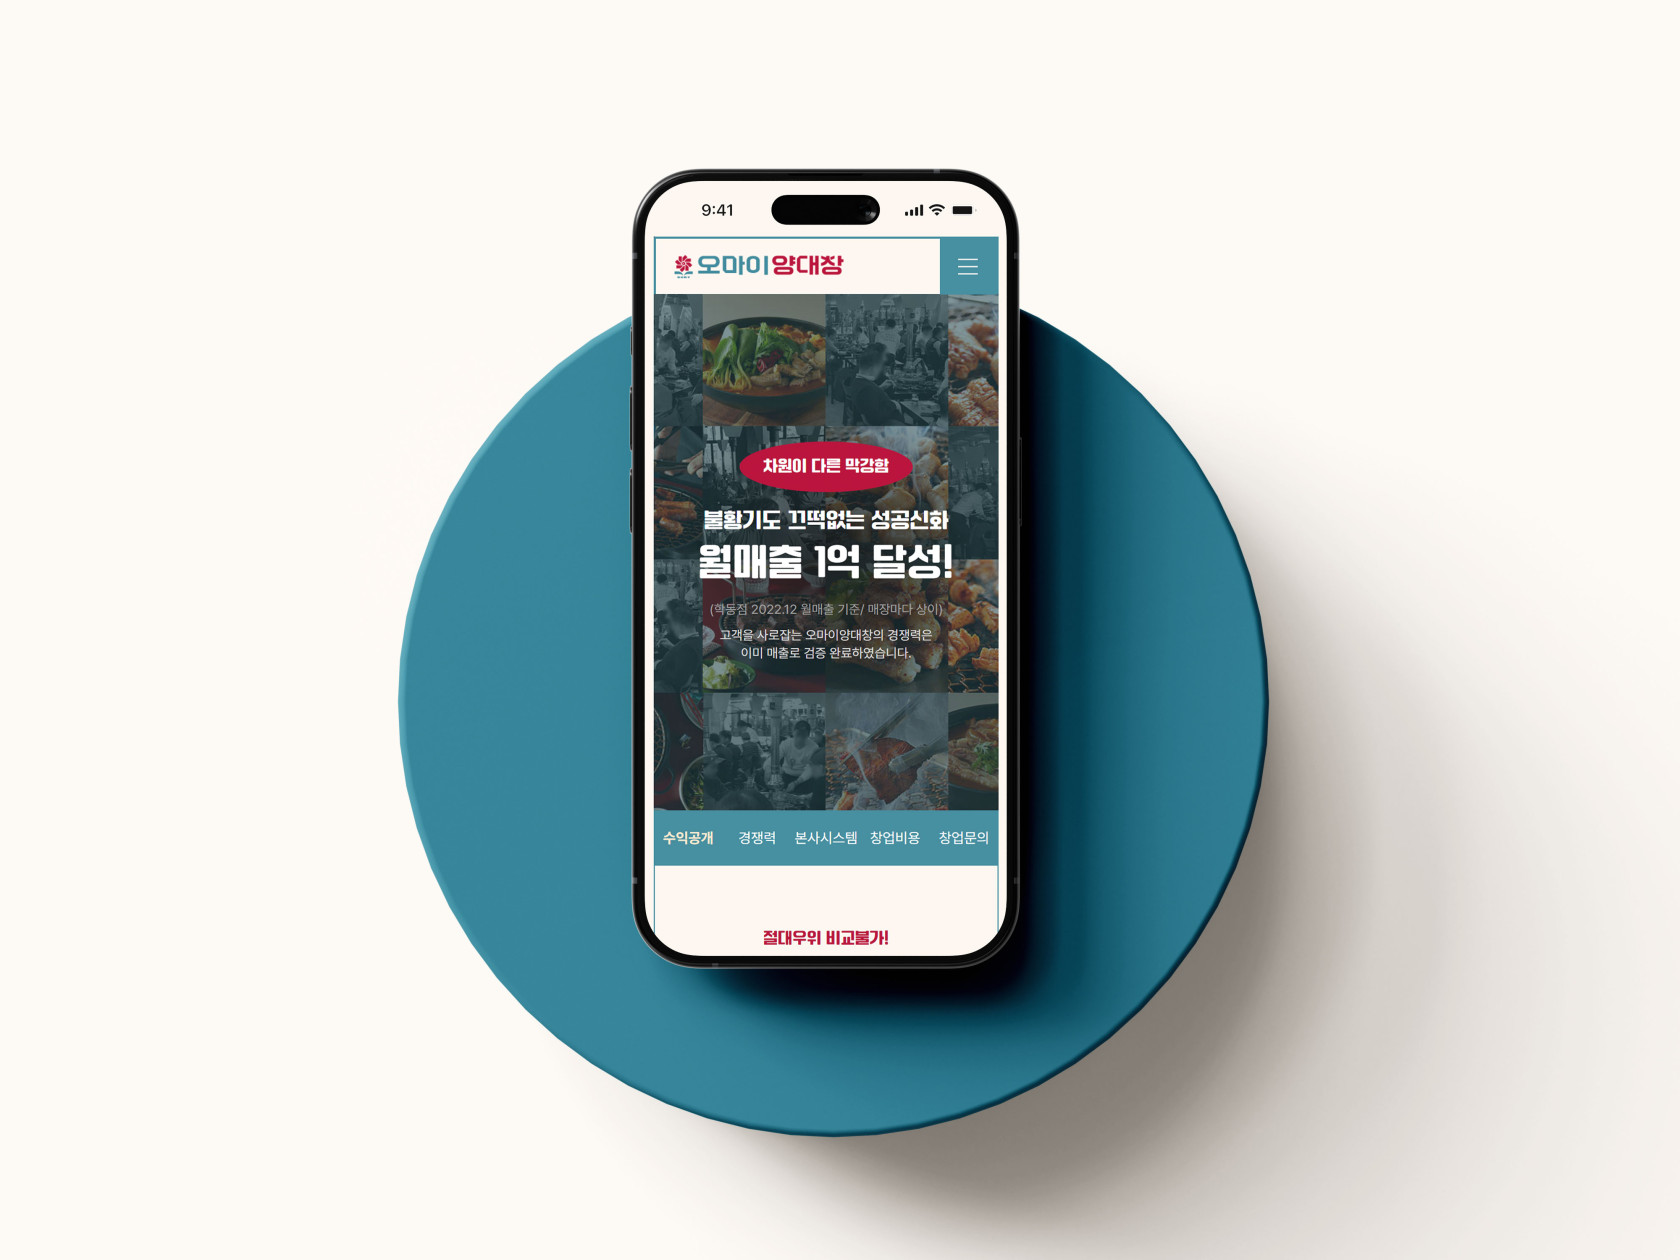 9:41
오마이양대창
차원이 다른 막강함
불황기도 끄떡없는 성공신화
월매출 1억 달성!
(학동점 2022.12 월매출 기준/ 매장마다 상이)
고객을 사로잡는 오마이양대창의 경쟁력은
이미 매출로 검증 완료하였습니다.
수익공개 경쟁력 본사시스템 창업비용 창업문의
절대우위 비교불가!